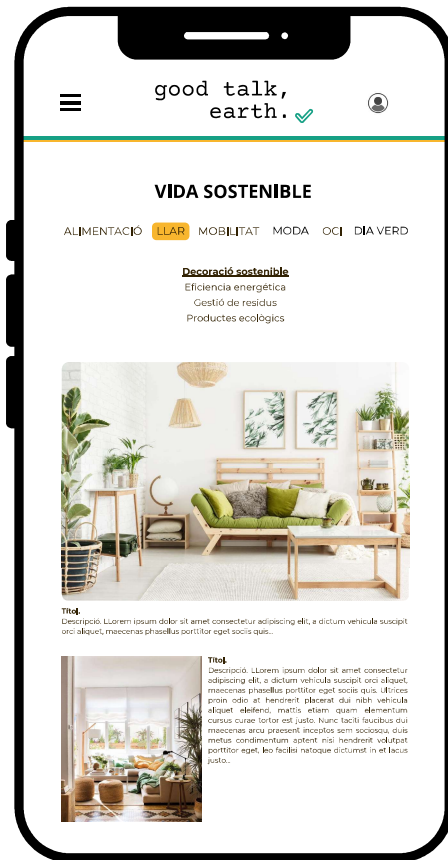 good talk,
earth.
VIDA SOSTENIBLE
ALIMENTACIÓ LLAR MOBILITAT MODA OCI DIA VERD
Decoració sostenible
Eficiencia energética
Gestió de residus
Productes ecològics
Títol.
Descripció. LLorem ipsum dolor sit amet consectetur adipiscing elit, a dictum vehicula suscipit
orci aliquet, maecenas phasellus porttitor eget sociis quis...
Títol.
Descripció. LLorem ipsum dolor sit amet consectetur
adipiscing elit, a dictum vehicula suscipit orci aliquet,
maecenas phasellus porttitor eget sociis quis. Ultrices
proin odio at hendrerit placerat dui nibh vehicula
aliquet eleifend, mattis etiam quam elementum
cursus curae tortor est justo. Nunc taciti faucibus dui
maecenas arcu praesent inceptos sem sociosqu, duis
metus condimentum aptent nisi hendrerit volutpat
porttitor eget, leo facilisi natoque dictumst in et lacus
justo...